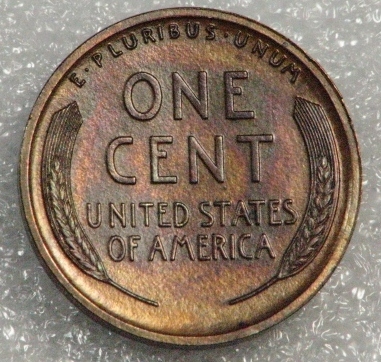 E·PLURIBUS·UNUM
ONE
CENT
UNITED STATES
OF AMERICA